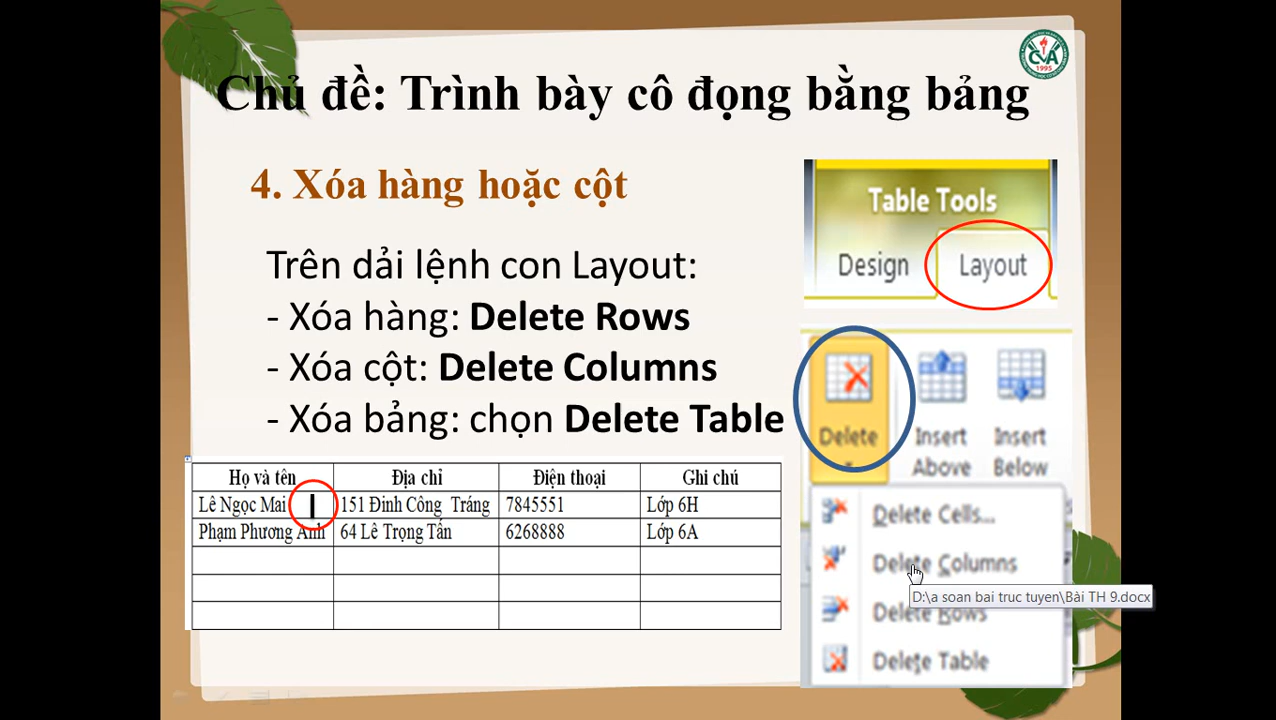 CVA
1995
Chủ đề: Trình bày cô đọng bằng bảng
4. Xóa hàng hoặc cột
Trên dải lệnh con Layout:
- Xóa hàng: Delete Rows
- Xóa cột: Delete Columns
- Xóa bảng: chọn Delete Table
Table Tools
Design Layout
Delete Insert Above Insert Below
Delete Cells...
Delete Columns
D:\a soan bai truc tuyen\Bài TH 9.docx
Delete Rows
Delete Table
Họ và tên Địa chỉ Điện thoại Ghi chú
Lê Ngọc Mai 151 Đinh Công Tráng 7845551 Lớp 6H
Phạm Phương Anh 64 Lê Trọng Tấn 6268888 Lớp 6A